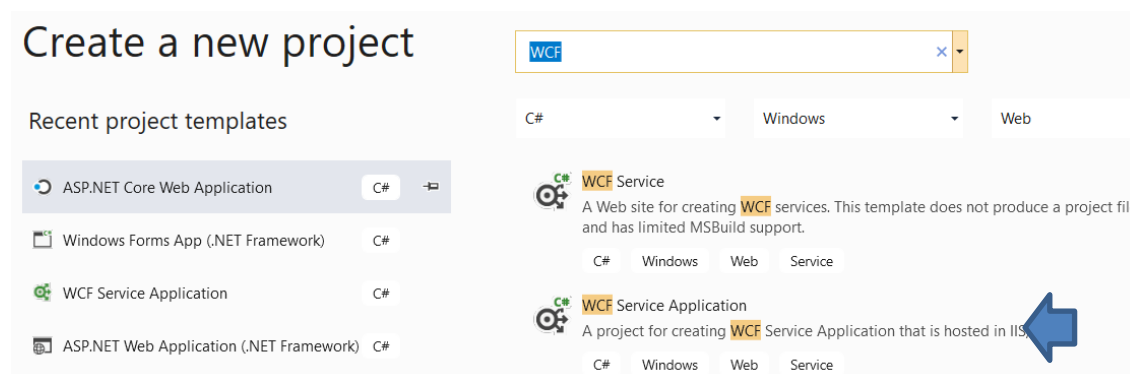 Create a new project
WCF
Recent project templates
C#
Windows
Web
ASP.NET Core Web Application
C#
Windows Forms App (.NET Framework)
C#
WCF Service Application
C#
ASP.NET Web Application (.NET Framework)
C#
WCF Service
A Web site for creating WCF services. This template does not produce a project fil
and has limited MSBuild support.
C# Windows Web Service
WCF Service Application
A project for creating WCF Service Application that is hosted in IIS
C# Windows Web Service